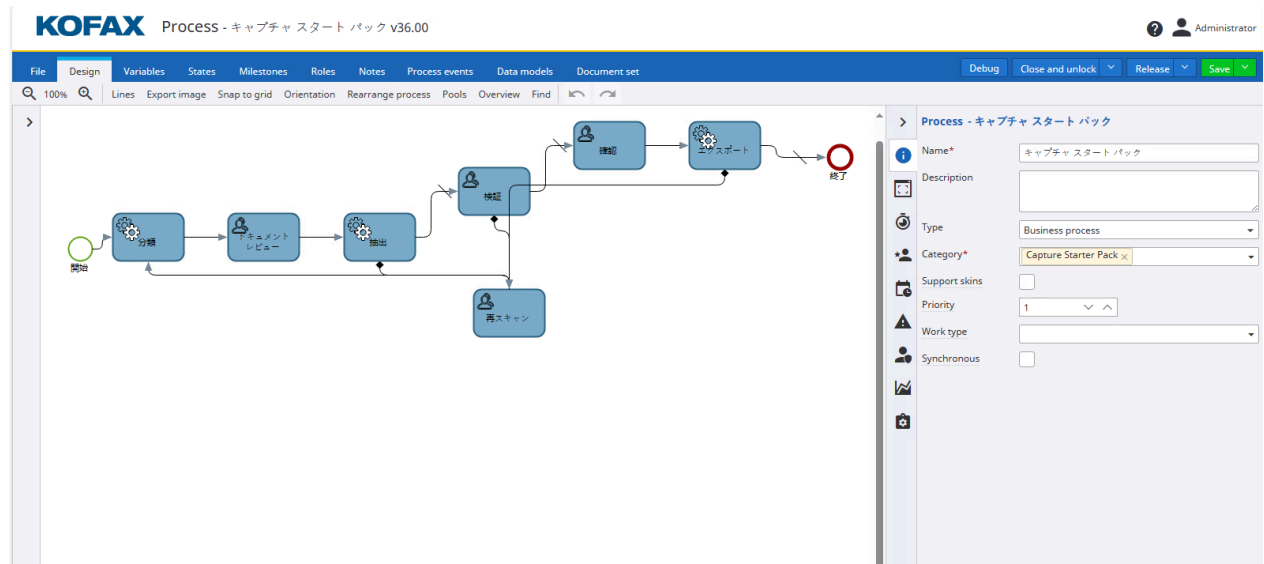 KOFAX Process - キャプチャ スタート パック v36.00
Administrator
File Design Variables States Milestones Roles Notes Process events Data models Document set Debug Close and unlock Release Save
100% Lines Export image Snap to grid Orientation Rearrange process Pools Overview Find
Process - キャプチャ スタート パック
Name* キャプチャ スタート パック
Description
Type Business process
Category* Capture Starter Pack ×
Support skins
Priority 1
Work type
Synchronous
開始
分類
ドキュメント
レビュー
抽出
検証
確認
エクスポート
終了
再スキャン